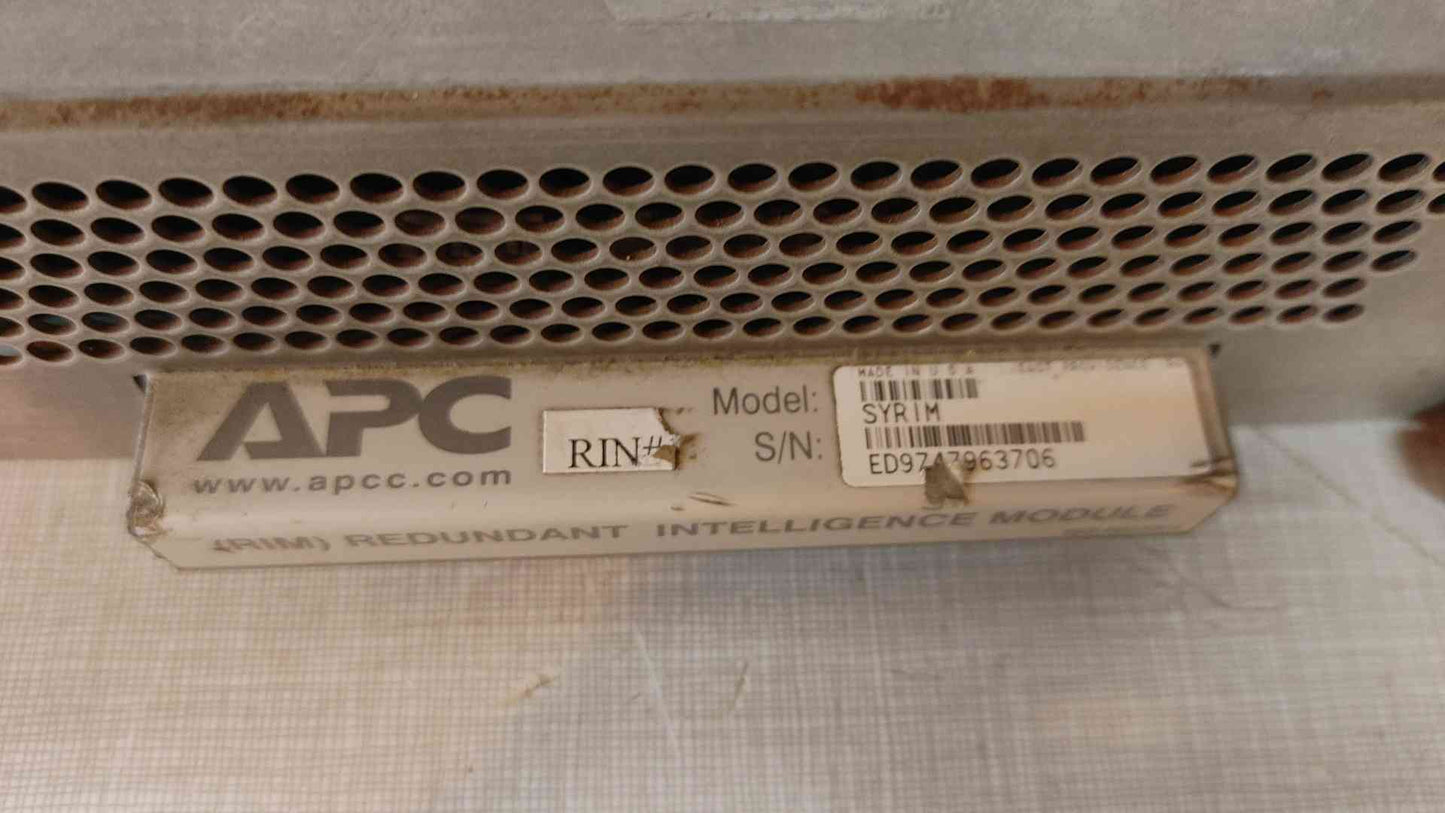 APC
www.apcc.com
RIN#
Model:
S/N:
MADE IN U S A
SYRIM
ED9747963706
(RIM) REDUNDANT INTELLIGENCE MODULE